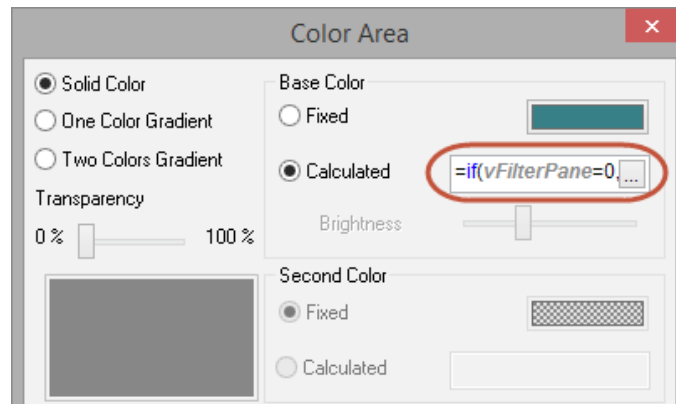 Color Area
Solid Color
One Color Gradient
Two Colors Gradient
Transparency
0 % 100 %
Base Color
Fixed
Calculated =if(vFilterPane=0, ...
Brightness
Second Color
Fixed
Calculated